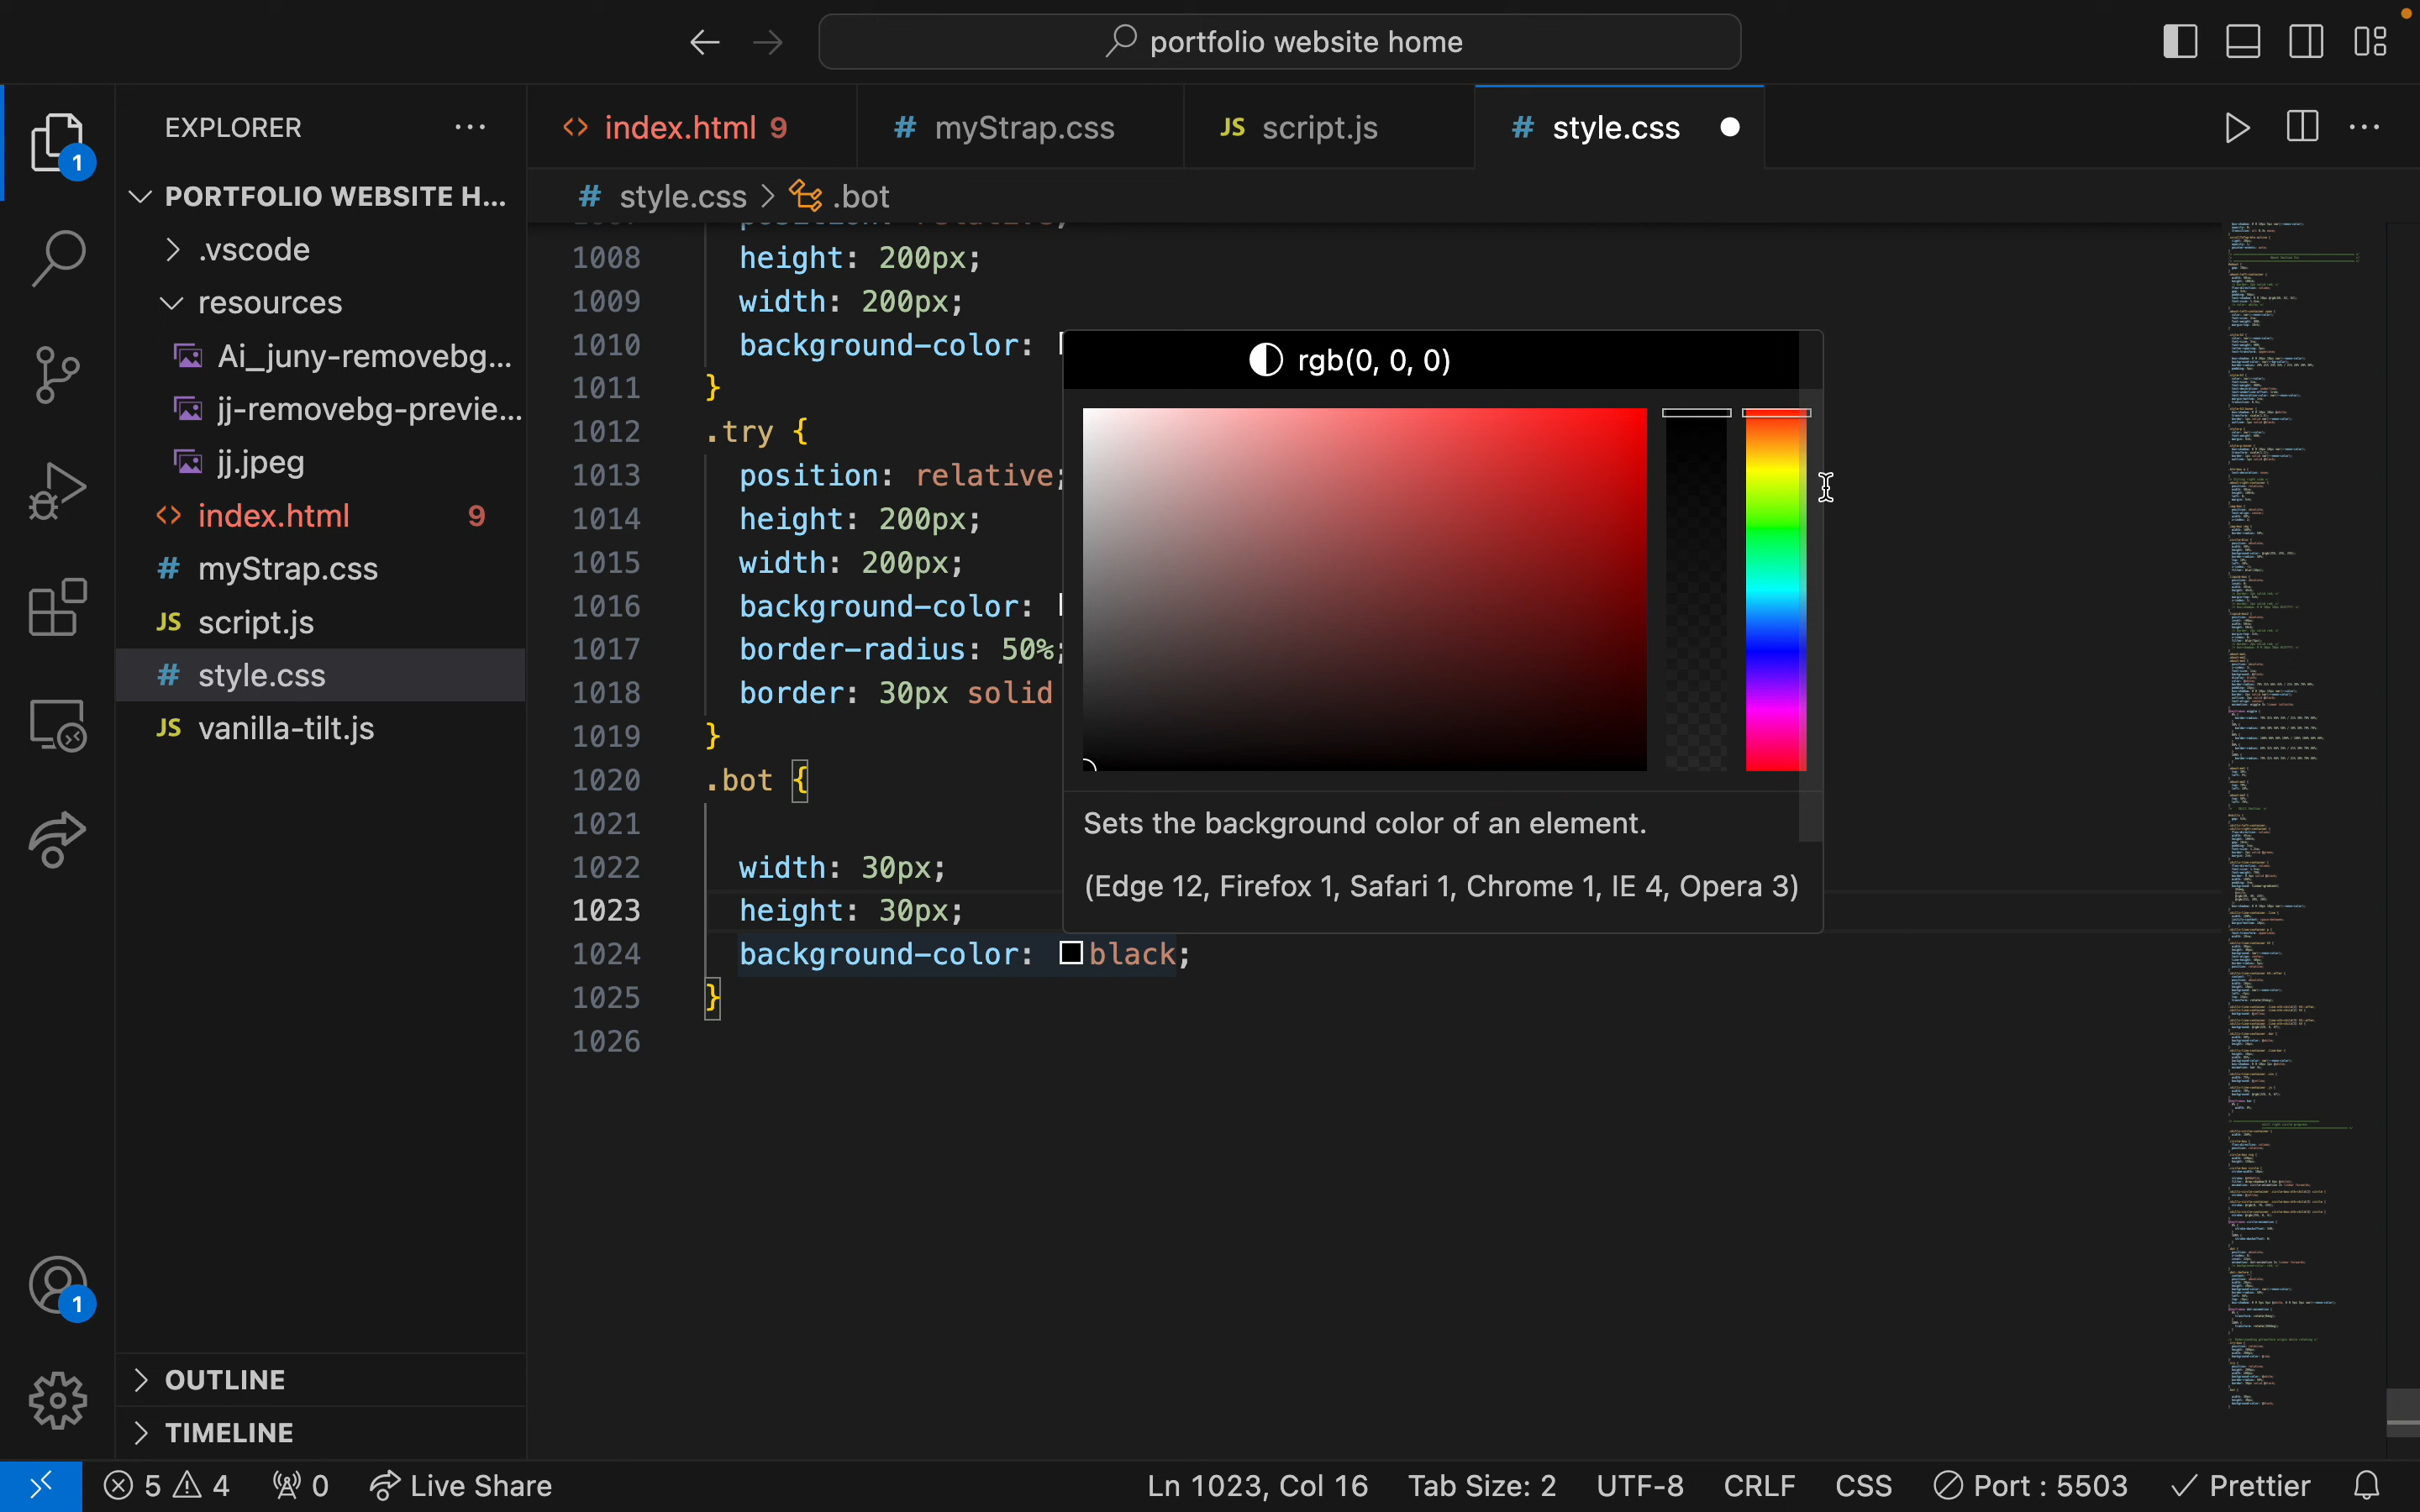 portfolio website home
EXPLORER
index.html 9
myStrap.css
JS script.js
# style.css
1
PORTFOLIO WEBSITE H...
# style.css > .bot
.vscode
resources
Ai_juny-removebg...
jj-removebg-previe...
jj.jpeg
<> index.html 9
# myStrap.css
JS script.js
# style.css
JS vanilla-tilt.js
1008 height: 200px;
1009 width: 200px;
1010 background-color:
1011 }
1012 .try {
1013 position: relative;
1014 height: 200px;
1015 width: 200px;
1016 background-color:
1017 border-radius: 50%;
1018 border: 30px solid
1019 }
1020 .bot {
1021
1022 width: 30px;
1023 height: 30px;
1024 background-color: black;
1025 }
1026
rgb(0, 0, 0)
Sets the background color of an element.
(Edge 12, Firefox 1, Safari 1, Chrome 1, IE 4, Opera 3)
1
OUTLINE
TIMELINE
5 4 0 Live Share Ln 1023, Col 16 Tab Size: 2 UTF-8 CRLF CSS Port : 5503 Prettier